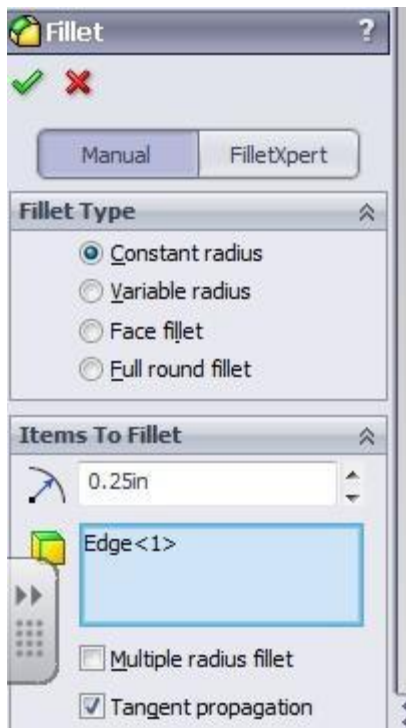 Fillet ?
Manual FilletXpert
Fillet Type
Constant radius
Variable radius
Face fillet
Full round fillet
Items To Fillet
0.25in
Edge<1>
Multiple radius fillet
Tangent propagation